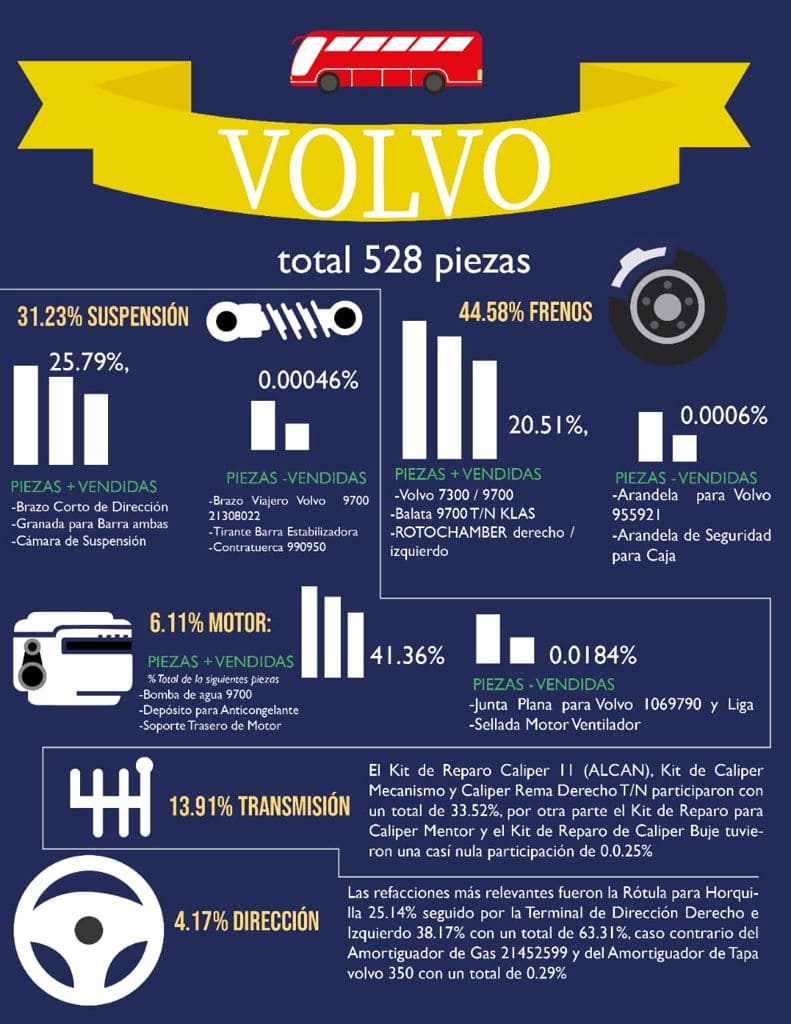 VOLVO
total 528 piezas
31.23% SUSPENSIÓN
25.79%,
0.00046%
PIEZAS + VENDIDAS
-Brazo Corto de Dirección
-Granada para Barra ambas
-Cámara de Suspensión
PIEZAS -VENDIDAS
-Brazo Viajero Volvo 9700
21308022
-Tirante Barra Estabilizadora
-Contratuerca 990950
44.58% FRENOS
20.51%,
0.0006%
PIEZAS + VENDIDAS
-Volvo 7300 / 9700
-Balata 9700 T/N KLAS
-ROTOCHAMBER derecho /
izquierdo
PIEZAS - VENDIDAS
-Arandela para Volvo
955921
-Arandela de Seguridad
para Caja
6.11% MOTOR:
PIEZAS + VENDIDAS
% Total de la siguientes piezas
-Bomba de agua 9700
-Depósito para Anticongelante
-Soporte Trasero de Motor
41.36%
0.0184%
PIEZAS - VENDIDAS
-Junta Plana para Volvo 1069790 y Liga
-Sellada Motor Ventilador
13.91% TRANSMISIÓN
El Kit de Reparo Caliper 11 (ALCAN), Kit de Caliper
Mecanismo y Caliper Rema Derecho T/N participaron con
un total de 33.52%, por otra parte el Kit de Reparo para
Caliper Mentor y el Kit de Reparo de Caliper Buje tuvie-
ron una casí nula participación de 0.0.25%
4.17% DIRECCIÓN
Las refacciones más relevantes fueron la Rótula para Horqui-
lla 25.14% seguido por la Terminal de Dirección Derecho e
Izquierdo 38.17% con un total de 63.31%, caso contrario del
Amortiguador de Gas 21452599 y del Amortiguador de Tapa
volvo 350 con un total de 0.29%